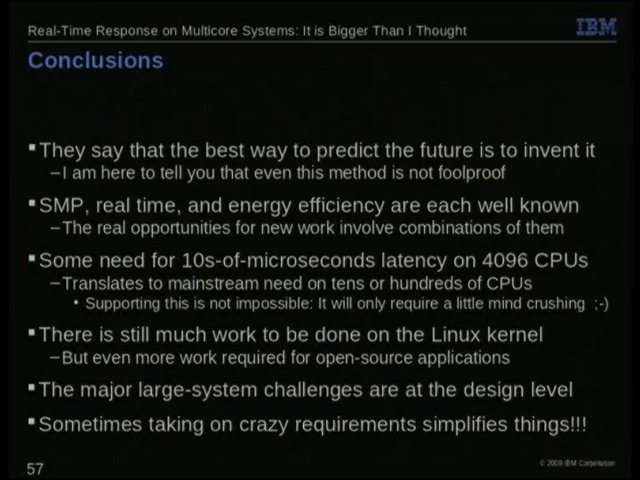 Real-Time Response on Multicore Systems: It is Bigger Than I Thought
IBM
Conclusions
▪They say that the best way to predict the future is to invent it
–I am here to tell you that even this method is not foolproof
▪SMP, real time, and energy efficiency are each well known
–The real opportunities for new work involve combinations of them
▪Some need for 10s-of-microseconds latency on 4096 CPUs
–Translates to mainstream need on tens or hundreds of CPUs
• Supporting this is not impossible: It will only require a little mind crushing ;-)
▪There is still much work to be done on the Linux kernel
–But even more work required for open-source applications
▪The major large-system challenges are at the design level
▪Sometimes taking on crazy requirements simplifies things!!!
57
© 2009 IBM Corporation